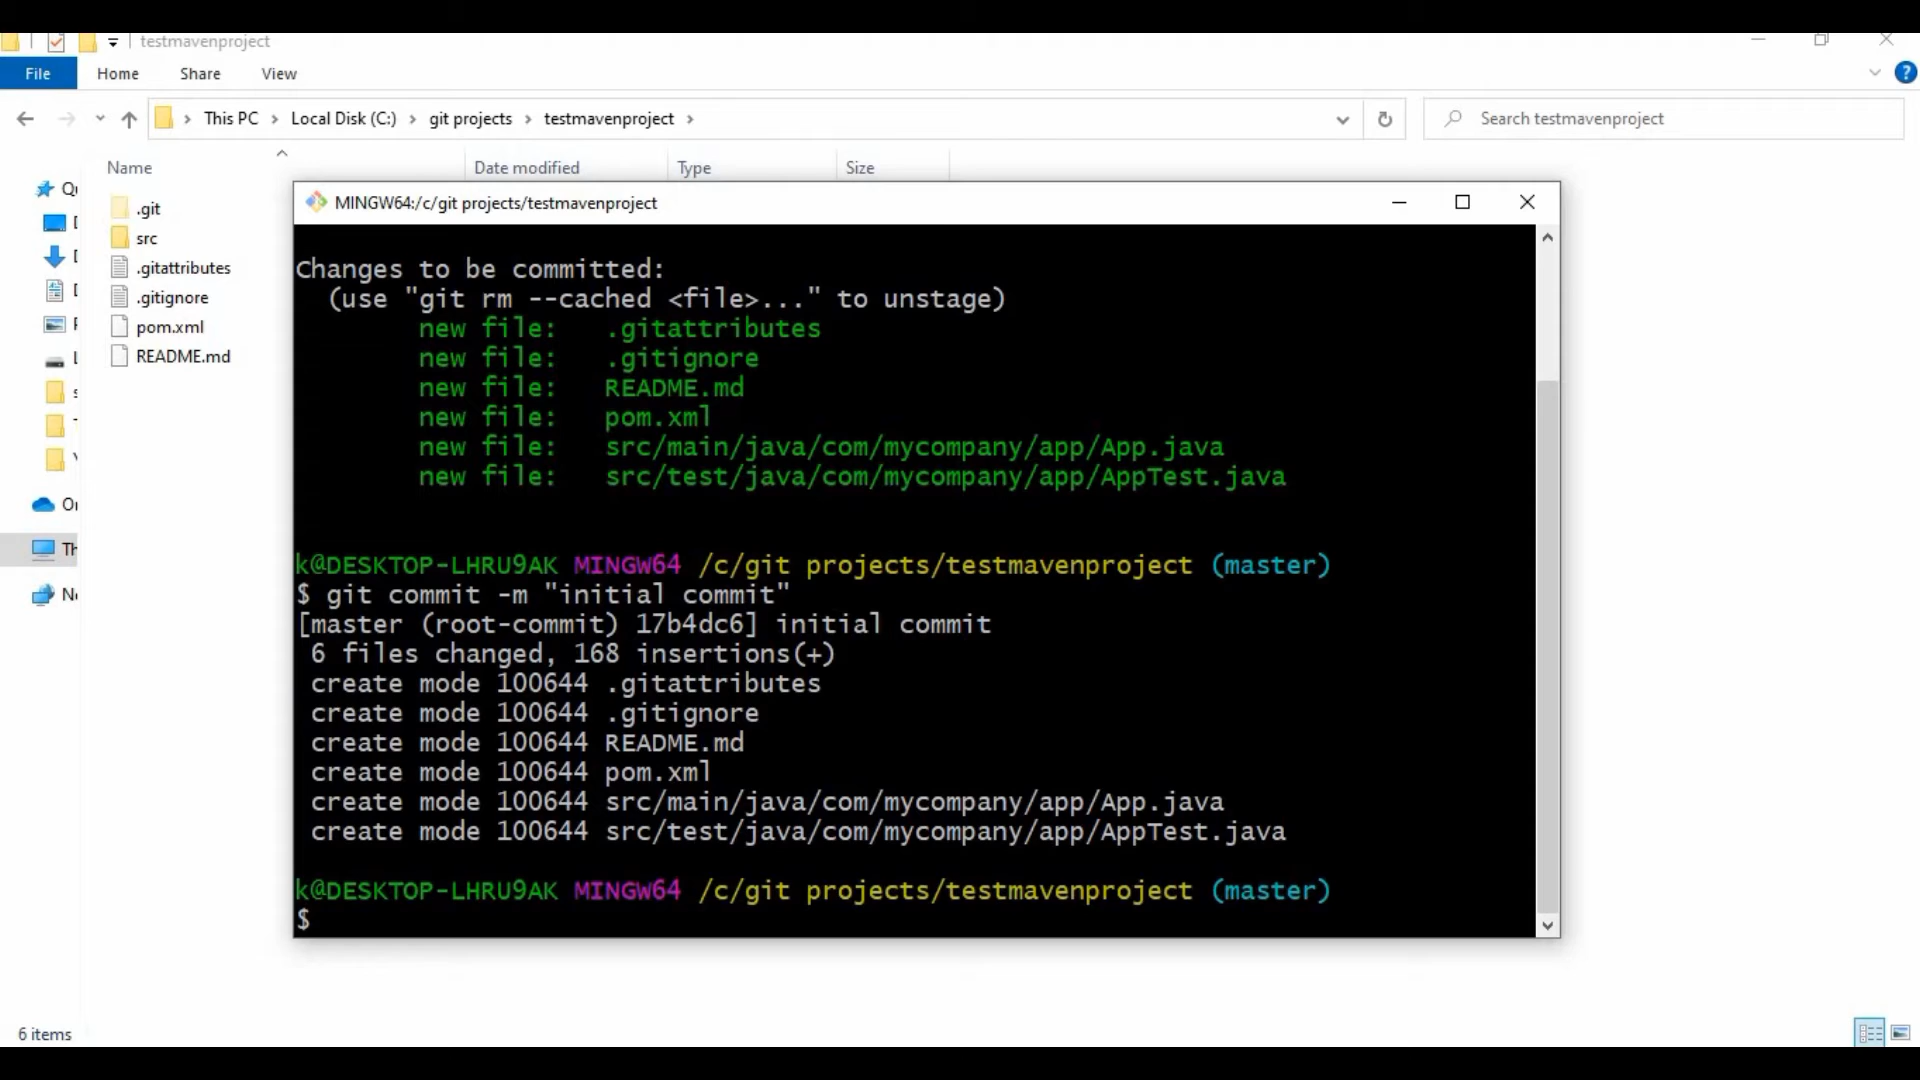 testmavenproject
File Home Share View
This PC Local Disk (C:) git projects testmavenproject
Search testmavenproject
Name Date modified Type Size
.git
src
.gitattributes
.gitignore
pom.xml
README.md
MINGW64:/c/git projects/testmavenproject
Changes to be committed:
(use "git rm --cached <file>..." to unstage)
new file: .gitattributes
new file: .gitignore
new file: README.md
new file: pom.xml
new file: src/main/java/com/mycompany/app/App.java
new file: src/test/java/com/mycompany/app/AppTest.java
k@DESKTOP-LHRU9AK MINGW64 /c/git projects/testmavenproject (master)
$ git commit -m "initial commit"
[master (root-commit) 17b4dc6] initial commit
6 files changed, 168 insertions(+)
create mode 100644 .gitattributes
create mode 100644 .gitignore
create mode 100644 README.md
create mode 100644 pom.xml
create mode 100644 src/main/java/com/mycompany/app/App.java
create mode 100644 src/test/java/com/mycompany/app/AppTest.java
k@DESKTOP-LHRU9AK MINGW64 /c/git projects/testmavenproject (master)
$
6 items